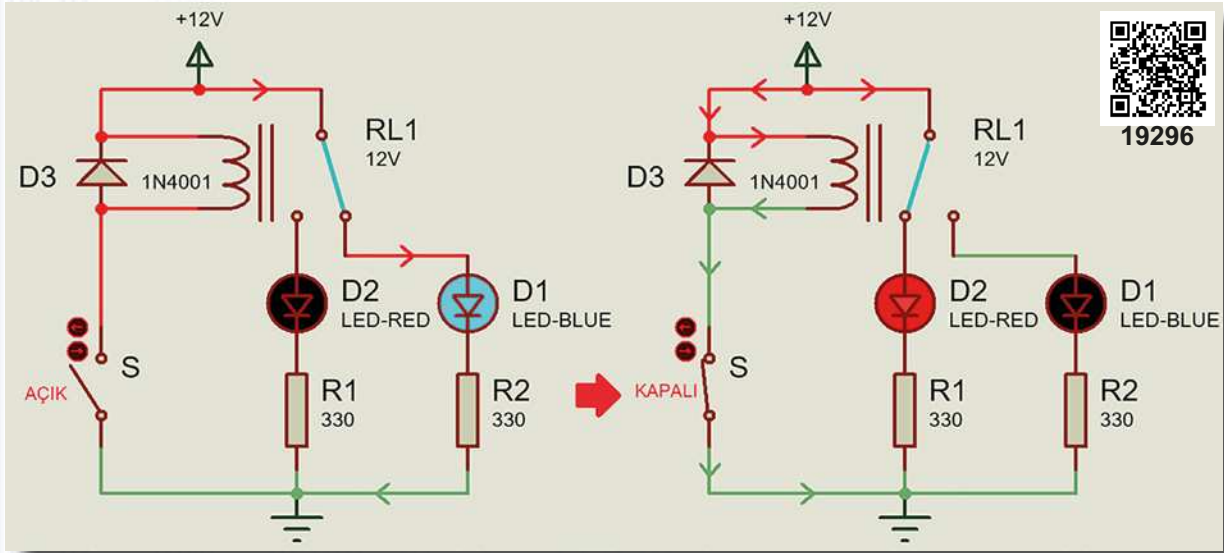 +12V
RL1
12V
D3
1N4001
D2
LED-RED
D1
LED-BLUE
S
AÇIK
R1
330
R2
330
+12V
19296
RL1
12V
D3
1N4001
D2
LED-RED
D1
LED-BLUE
S
KAPALI
R1
330
R2
330